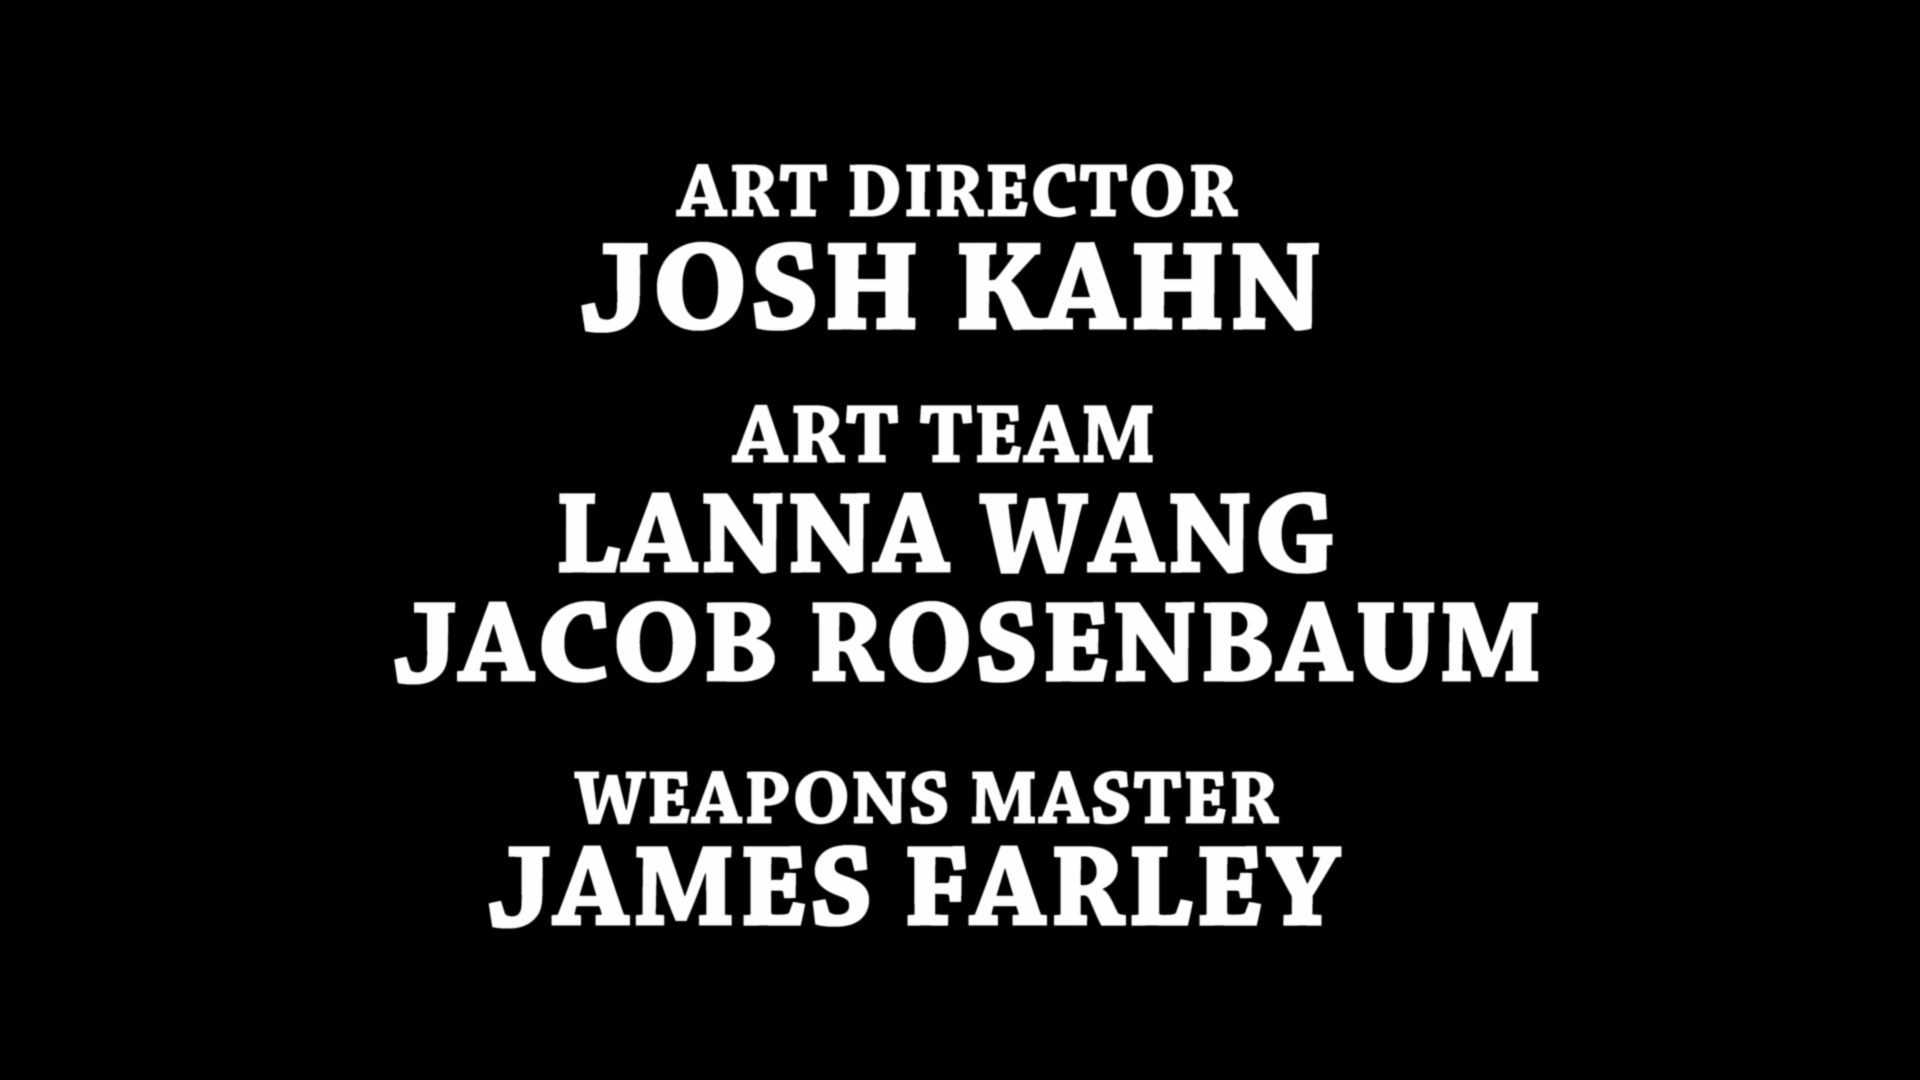 ART DIRECTOR
JOSH KAHN
ART TEAM
LANNA WANG
JACOB ROSENBAUM
WEAPONS MASTER
JAMES FARLEY